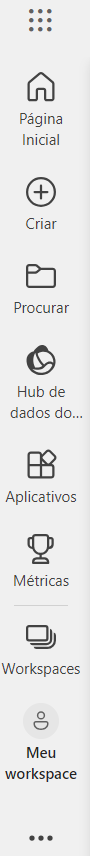 Página
Inicial
Criar
Procurar
Hub de
dados do...
Aplicativos
Métricas
Workspaces
Meu
workspace